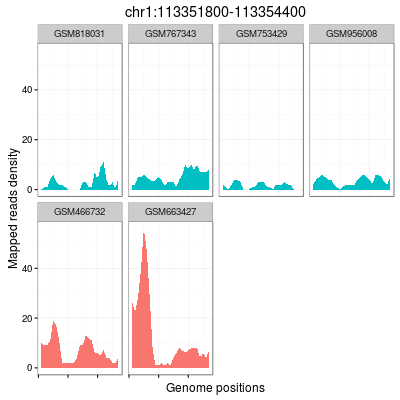 chr1:113351800-113354400
GSM818031 GSM767343 GSM753429 GSM956008
40
20
0
GSM466732 GSM663427
40
20
0
Mapped reads density
Genome positions